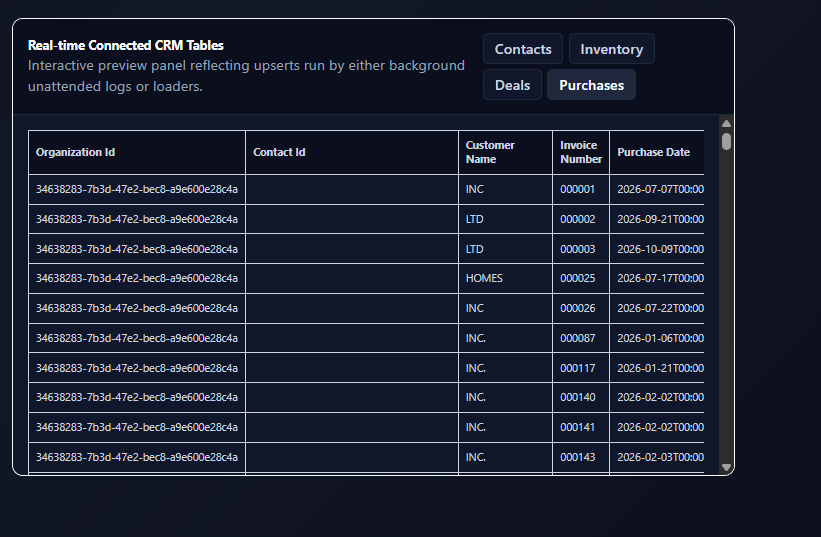 Real-time Connected CRM Tables
Interactive preview panel reflecting upserts run by either background
unattended logs or loaders.
Contacts Inventory
Deals Purchases
Organization Id Contact Id Customer Name Invoice Number Purchase Date
34638283-7b3d-47e2-bec8-a9e600e28c4a INC 000001 2026-07-07T00:00
34638283-7b3d-47e2-bec8-a9e600e28c4a LTD 000002 2026-09-21T00:00
34638283-7b3d-47e2-bec8-a9e600e28c4a LTD 000003 2026-10-09T00:00
34638283-7b3d-47e2-bec8-a9e600e28c4a HOMES 000025 2026-07-17T00:00
34638283-7b3d-47e2-bec8-a9e600e28c4a INC 000026 2026-07-22T00:00
34638283-7b3d-47e2-bec8-a9e600e28c4a INC. 000087 2026-01-06T00:00
34638283-7b3d-47e2-bec8-a9e600e28c4a INC. 000117 2026-01-21T00:00
34638283-7b3d-47e2-bec8-a9e600e28c4a INC. 000140 2026-02-02T00:00
34638283-7b3d-47e2-bec8-a9e600e28c4a INC. 000141 2026-02-02T00:00
34638283-7b3d-47e2-bec8-a9e600e28c4a INC. 000143 2026-02-03T00:00